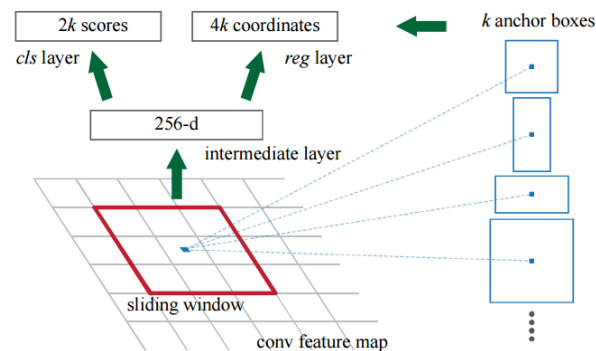 2k scores
4k coordinates
k anchor boxes
cls layer
reg layer
256-d
intermediate layer
sliding window
conv feature map